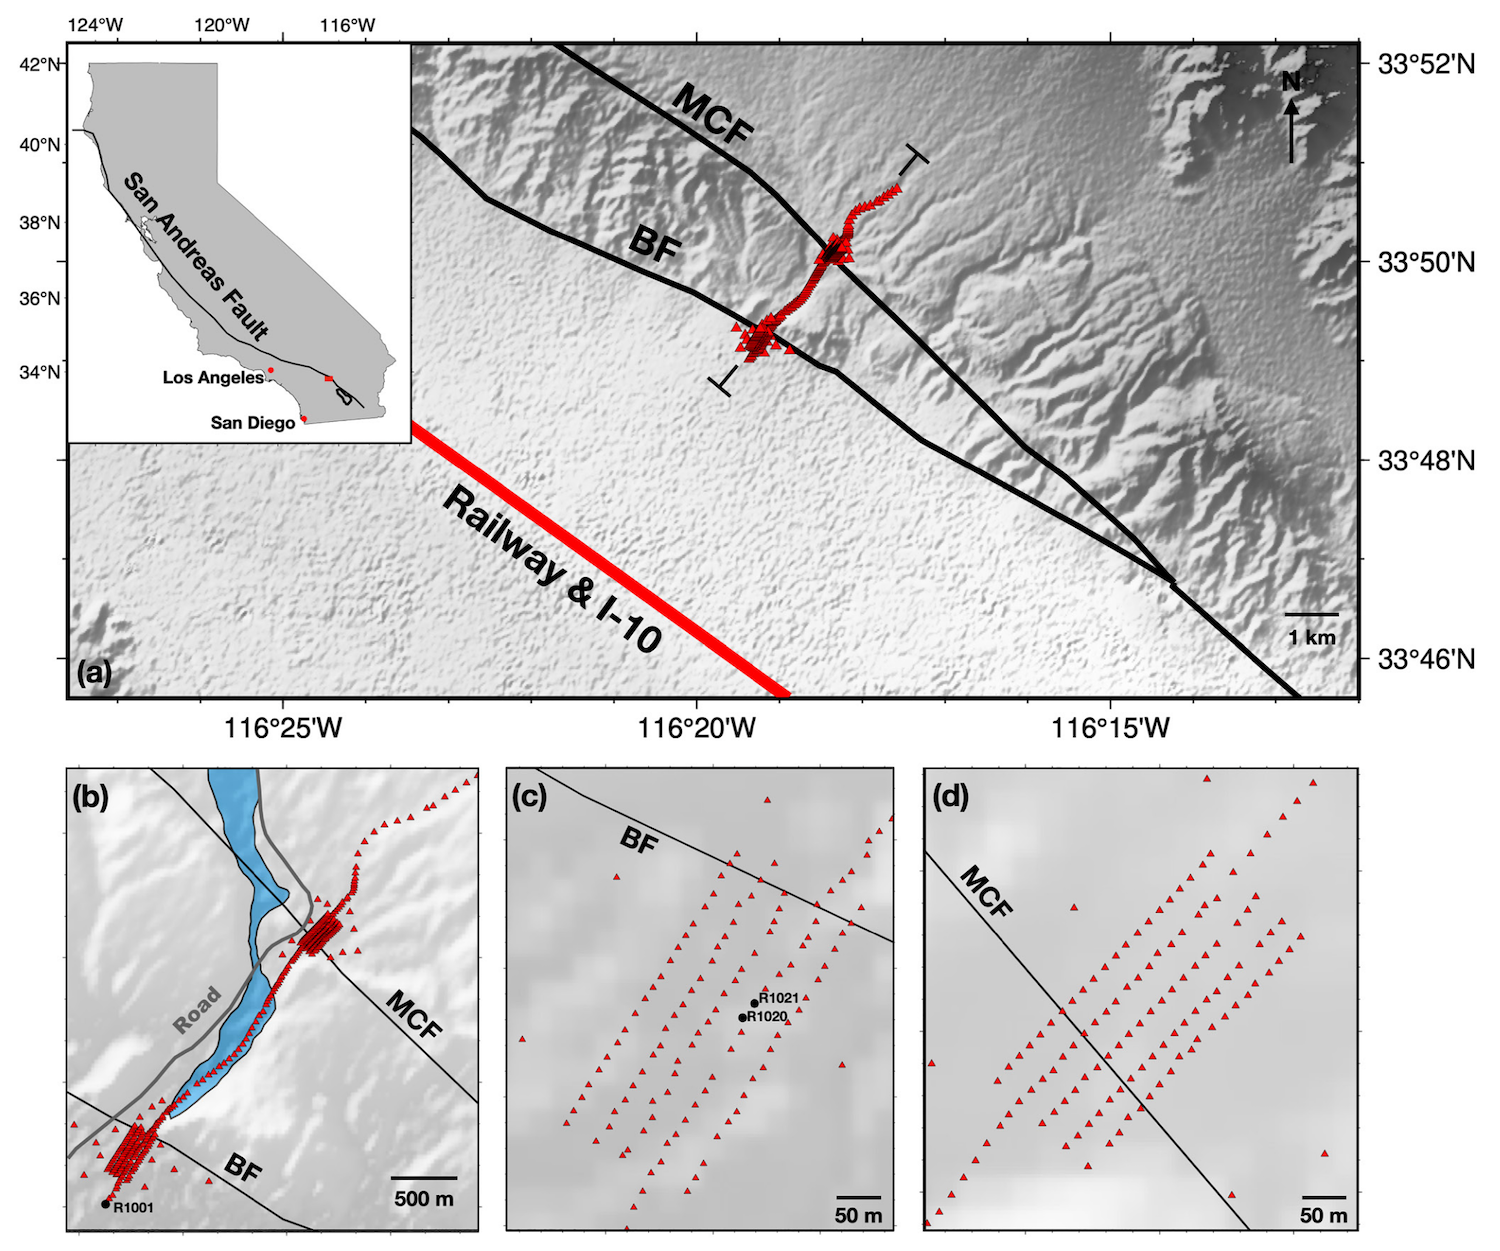 124°W 120°W 116°W
42°N
40°N
38°N
36°N
34°N
San Andreas Fault
Los Angeles
San Diego
MCF
BF
N
33°52'N
33°50'N
33°48'N
33°46'N
Railway & I-10
1 km
(a)
116°25'W 116°20'W 116°15'W
(b)
Road
MCF
BF
R1001
500 m
(c)
BF
R1021
R1020
50 m
(d)
MCF
50 m